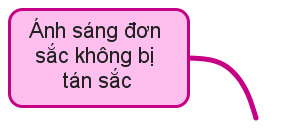 Ánh sáng đơn
sắc không bị
tán sắc